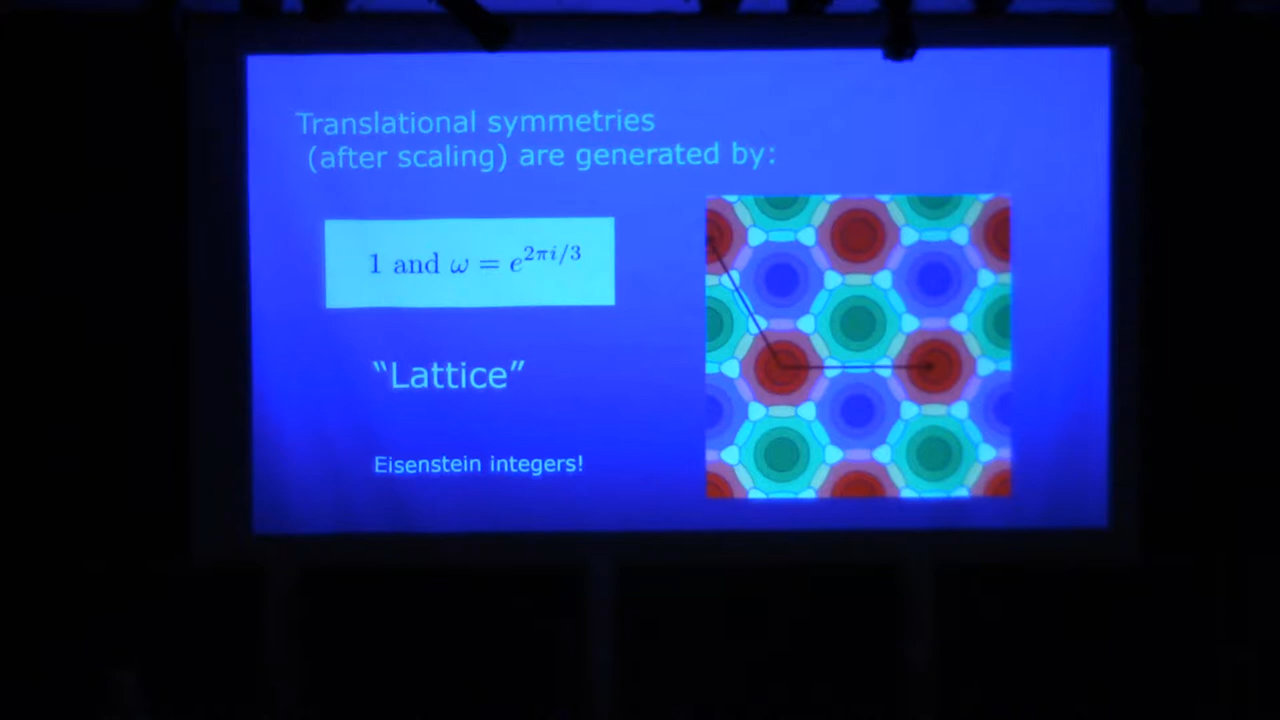 Translational symmetries
(after scaling) are generated by:
1 and ω = e^{2πi/3}
“Lattice”
Eisenstein integers!